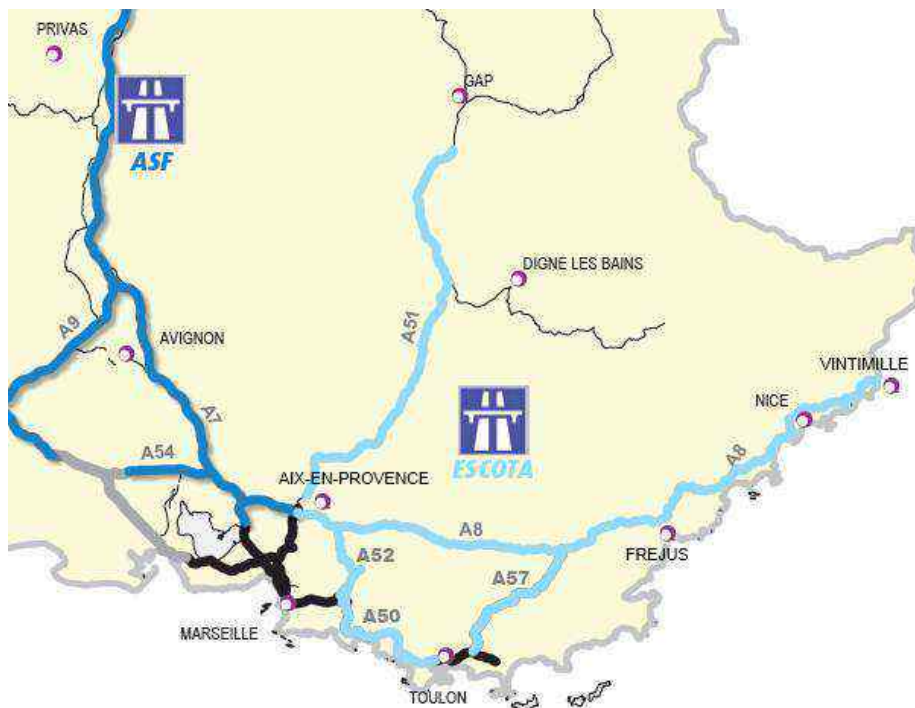 PRIVAS
GAP
ASF
DIGNE LES BAINS
A9
A51
AVIGNON
VINTIMILLE
NICE
A7
A54
A8
AIX-EN-PROVENCE
ESCOTA
A8
FREJUS
A52
A57
A50
MARSEILLE
TOULON